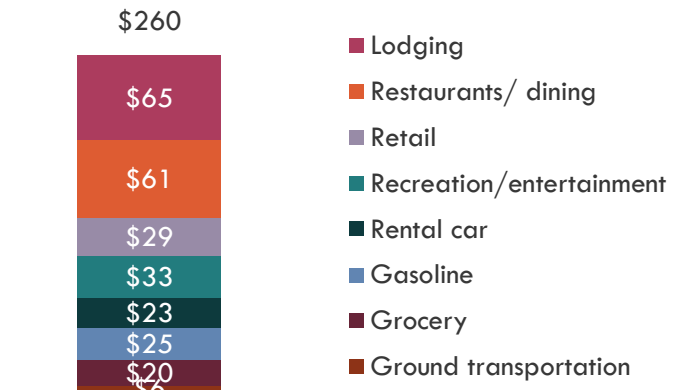 $260
$65
$61
$29
$33
$23
$25
$20
Lodging
Restaurants/ dining
Retail
Recreation/entertainment
Rental car
Gasoline
Grocery
Ground transportation